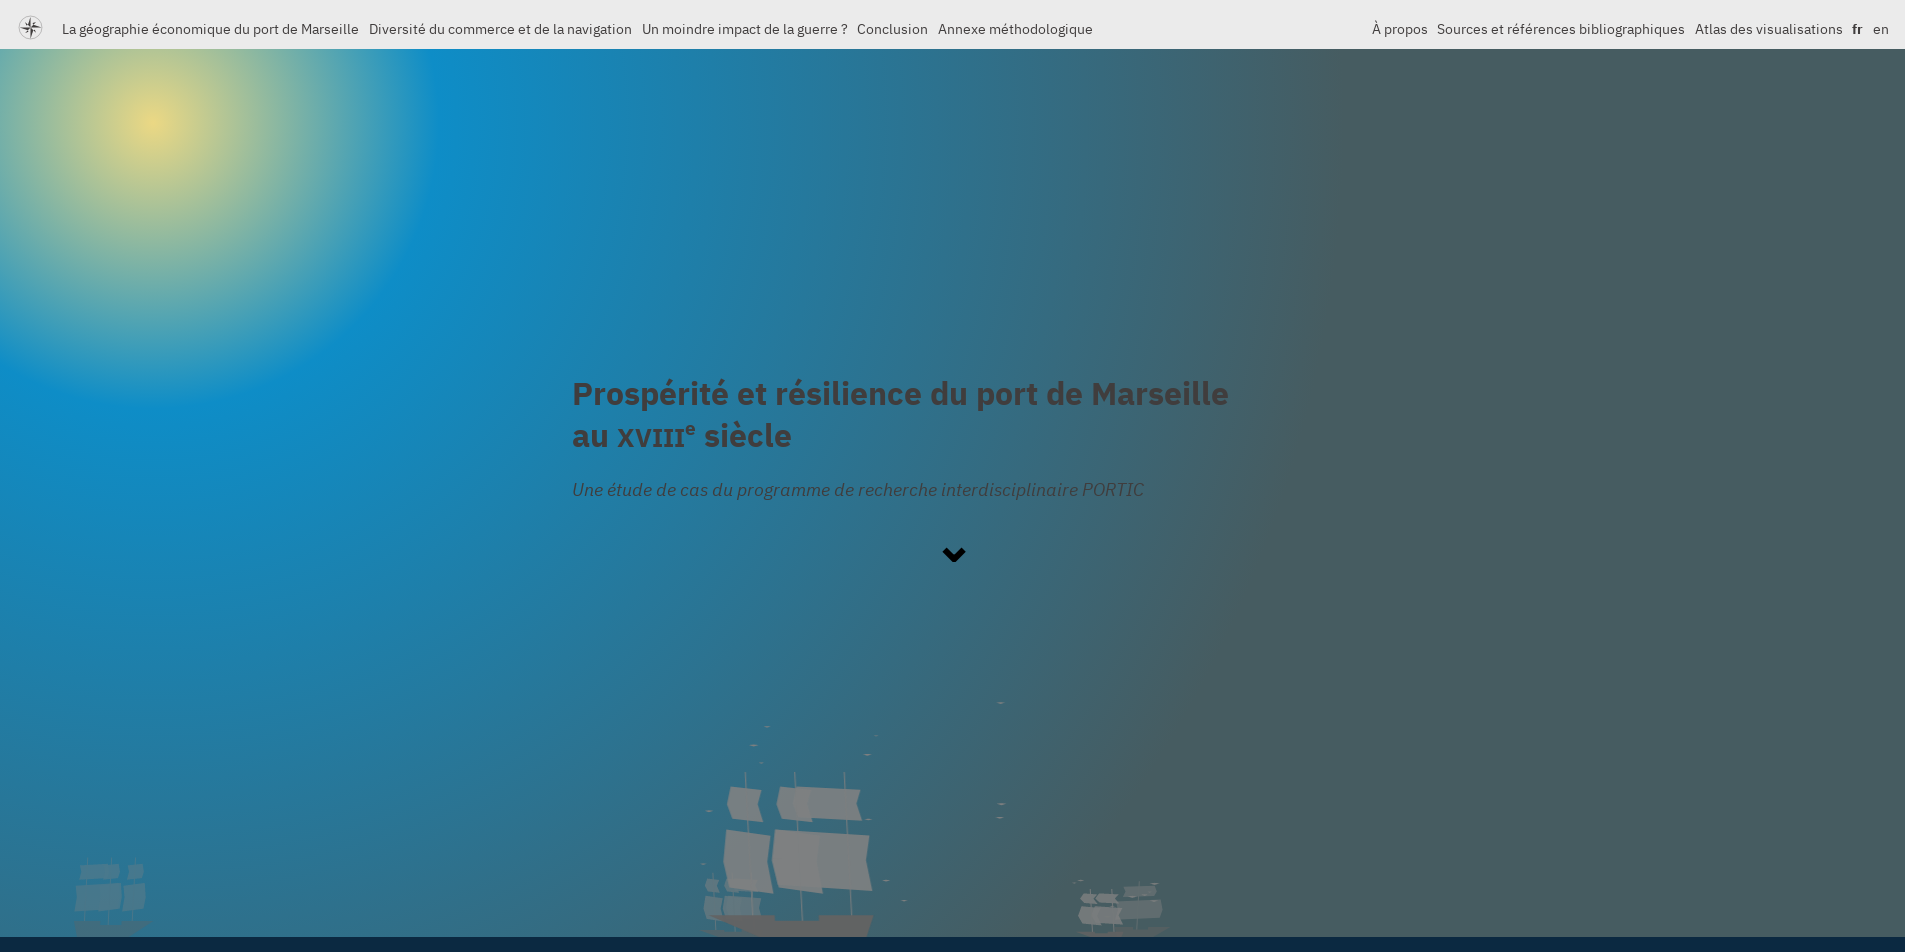 La géographie économique du port de Marseille Diversité du commerce et de la navigation Un moindre impact de la guerre ? Conclusion Annexe méthodologique À propos Sources et références bibliographiques Atlas des visualisations fr en
Prospérité et résilience du port de Marseille
au XVIIIe siècle
Une étude de cas du programme de recherche interdisciplinaire PORTIC